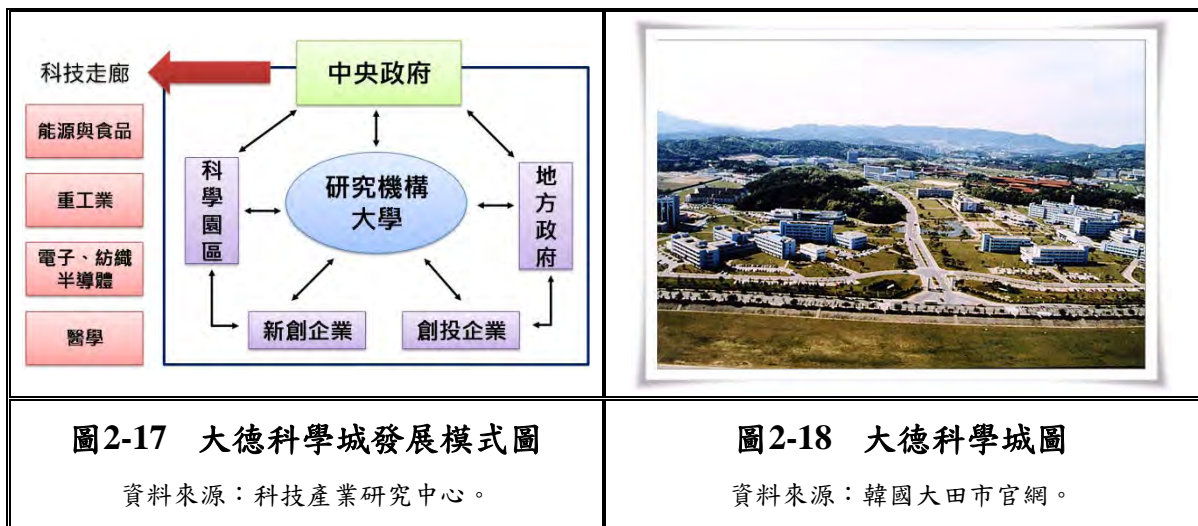 科技走廊
能源與食品
重工業
電子、紡織
半導體
醫學
中央政府
科學園區
研究機構
大學
地方政府
新創企業
創投企業
圖2-17 大德科學城發展模式圖
資料來源：科技產業研究中心。
圖2-18 大德科學城圖
資料來源：韓國大田市官網。